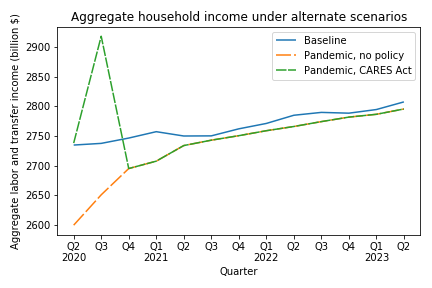 Aggregate household income under alternate scenarios
Aggregate labor and transfer income (billion $)
2900
2850
2800
2750
2700
2650
2600
Baseline
Pandemic, no policy
Pandemic, CARES Act
Q2 Q3 Q4 Q1 Q2 Q3 Q4 Q1 Q2 Q3 Q4 Q1 Q2
2020 2021 2022 2023
Quarter